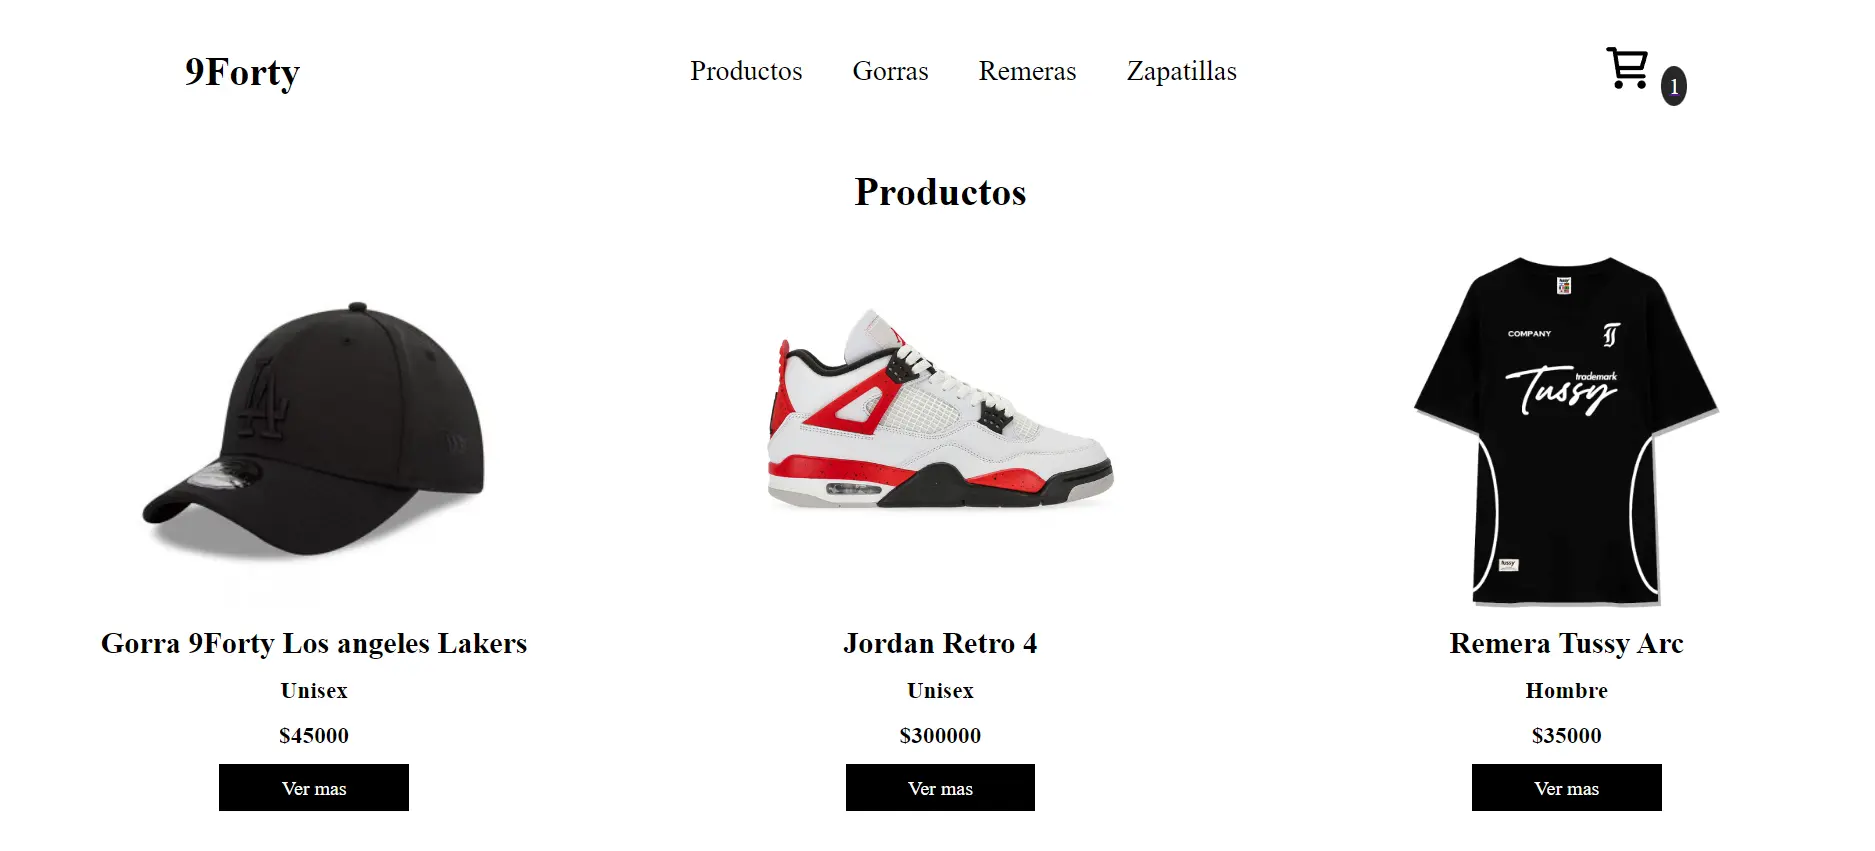 9Forty
Productos Gorras Remeras Zapatillas
1
Productos
LA
COMPANY
trademark
Tussy
tussy
Gorra 9Forty Los angeles Lakers
Jordan Retro 4
Remera Tussy Arc
Unisex
Unisex
Hombre
$45000
$300000
$35000
Ver mas
Ver mas
Ver mas